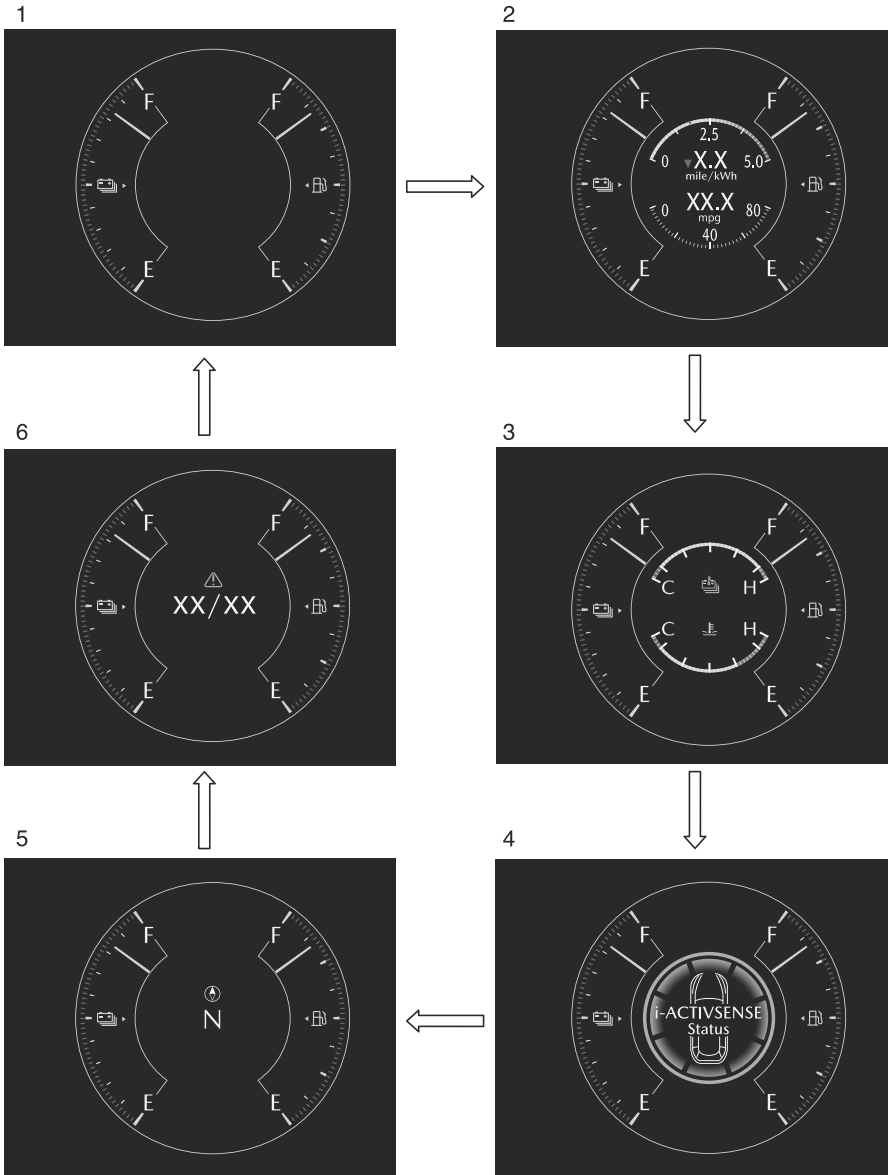 1
F F
E E
2
F F
2.5
0 X.X 5.0
mile/kWh
XX.X
0 mpg 80
40
E E
6
F F
XX/XX
E E
3
F F
C H
C H
E E
5
F F
N
E E
4
F F
i-ACTIVSENSE
Status
E E